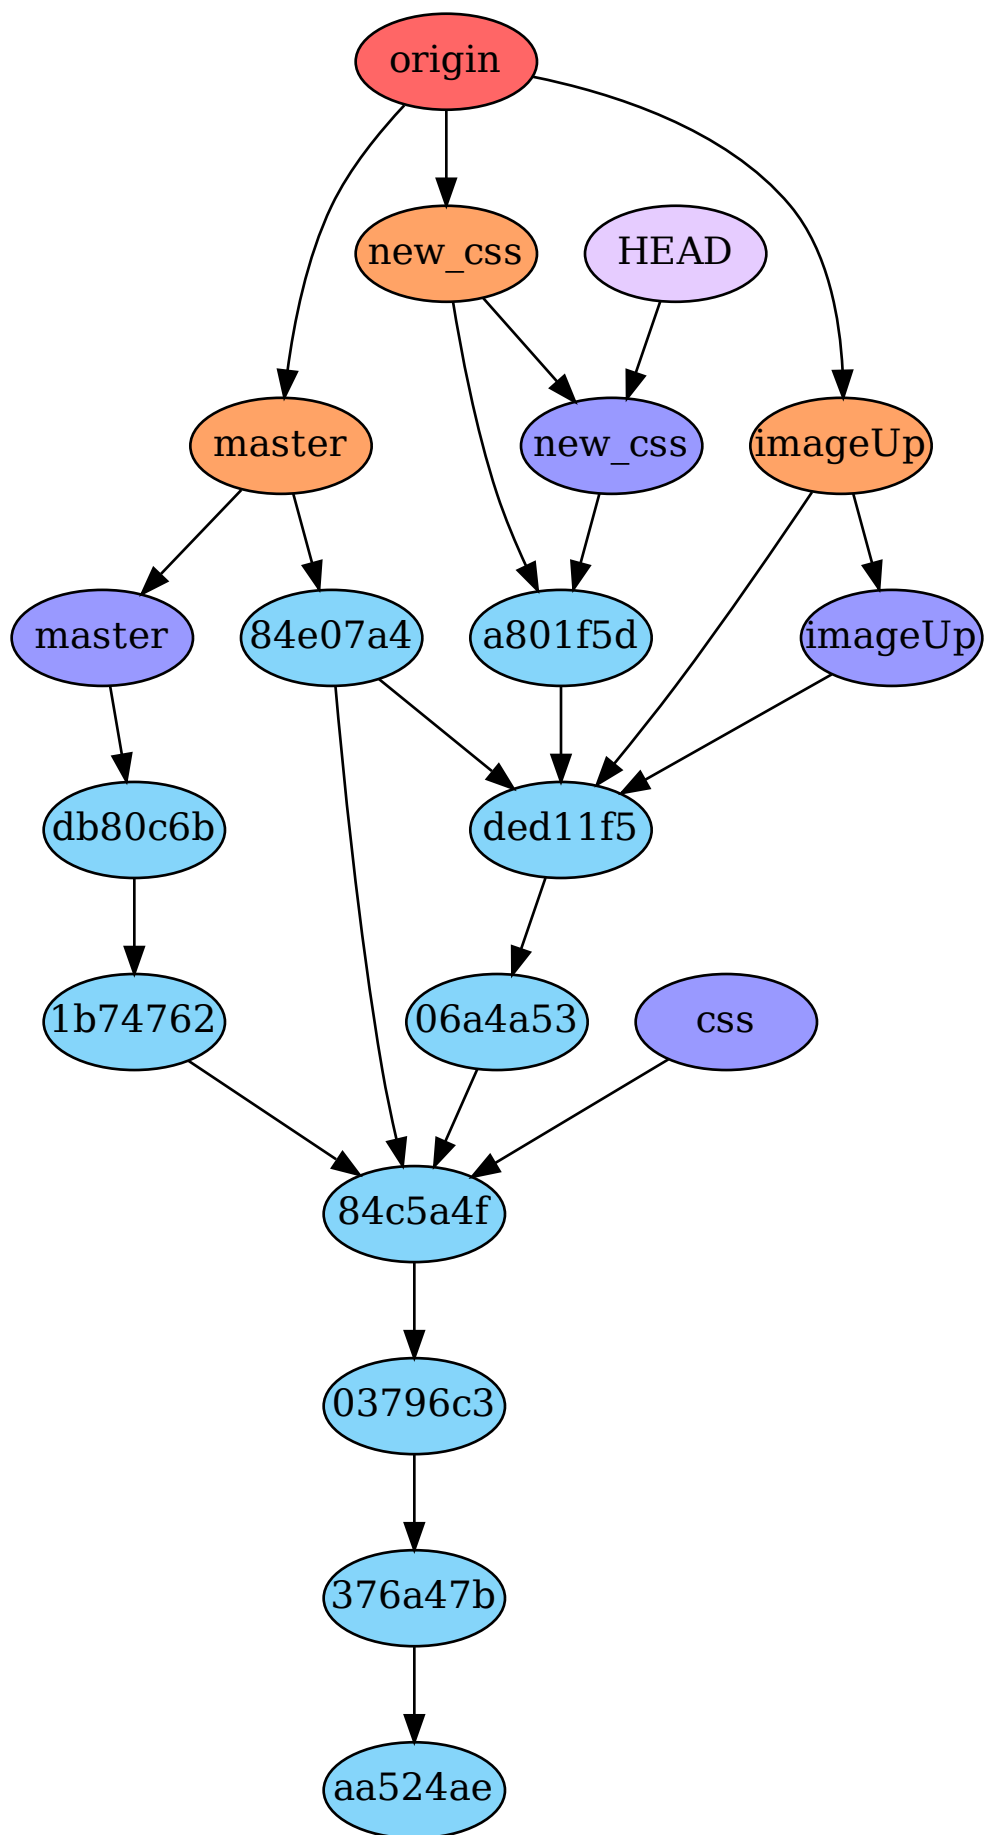 origin
new_css
HEAD
master
new_css
imageUp
master
84e07a4
a801f5d
imageUp
db80c6b
ded11f5
1b74762
06a4a53
css
84c5a4f
03796c3
376a47b
aa524ae